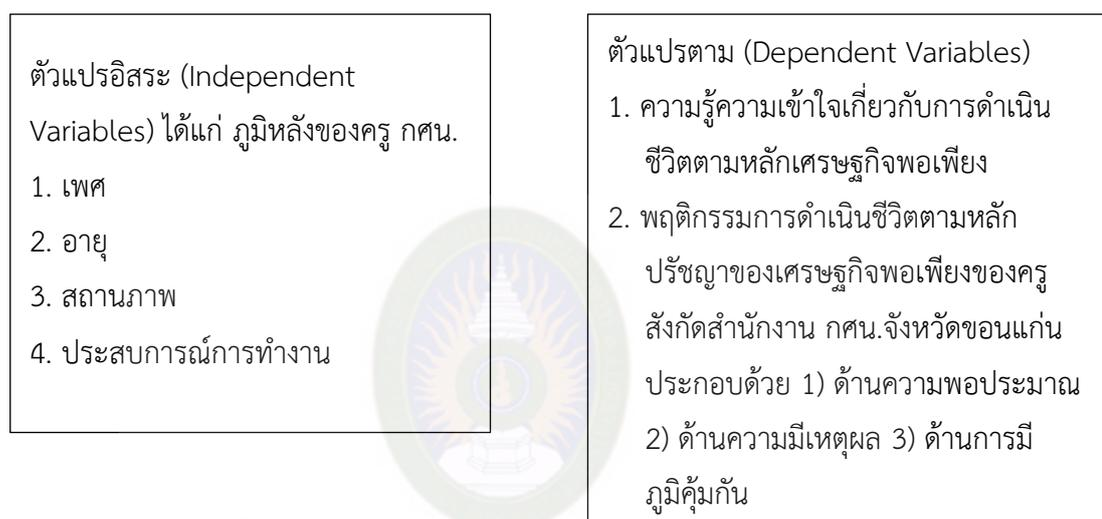 ตัวแปรอิสระ (Independent
Variables) ได้แก่ ภูมิหลังของครู กศน.
1. เพศ
2. อายุ
3. สถานภาพ
4. ประสบการณ์การทำงาน
ตัวแปรตาม (Dependent Variables)
1. ความรู้ความเข้าใจเกี่ยวกับการดำเนิน
ชีวิตตามหลักเศรษฐกิจพอเพียง
2. พฤติกรรมการดำเนินชีวิตตามหลัก
ปรัชญาของเศรษฐกิจพอเพียงของครู
สังกัดสำนักงาน กศน.จังหวัดขอนแก่น
ประกอบด้วย 1) ด้านความพอประมาณ
2) ด้านความมีเหตุผล 3) ด้านการมี
ภูมิคุ้มกัน